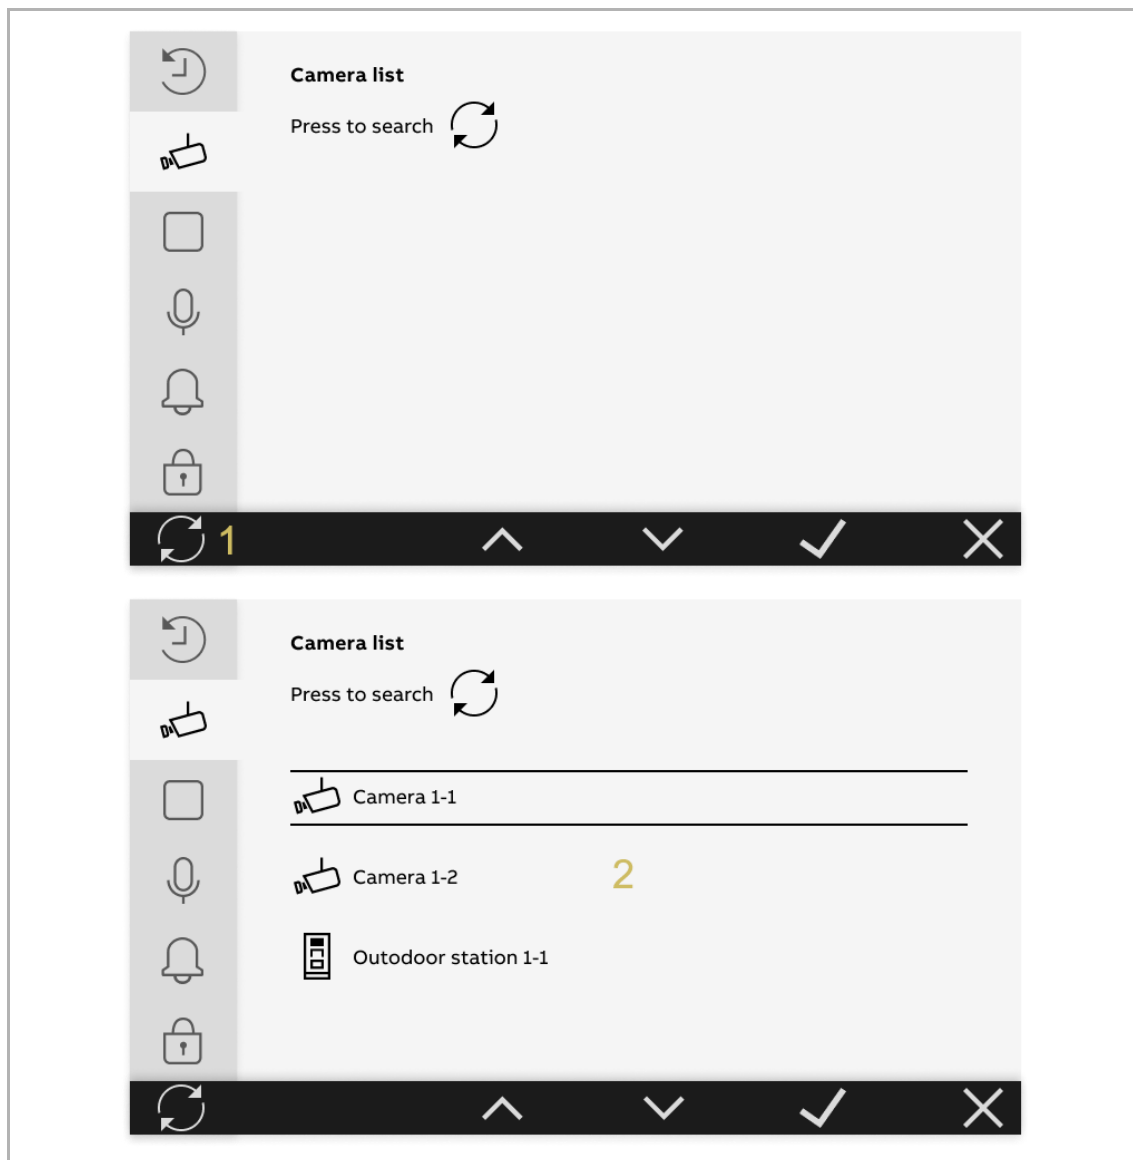 Camera list
Press to search
1
Camera list
Press to search
Camera 1-1
Camera 1-2
2
Outodoor station 1-1